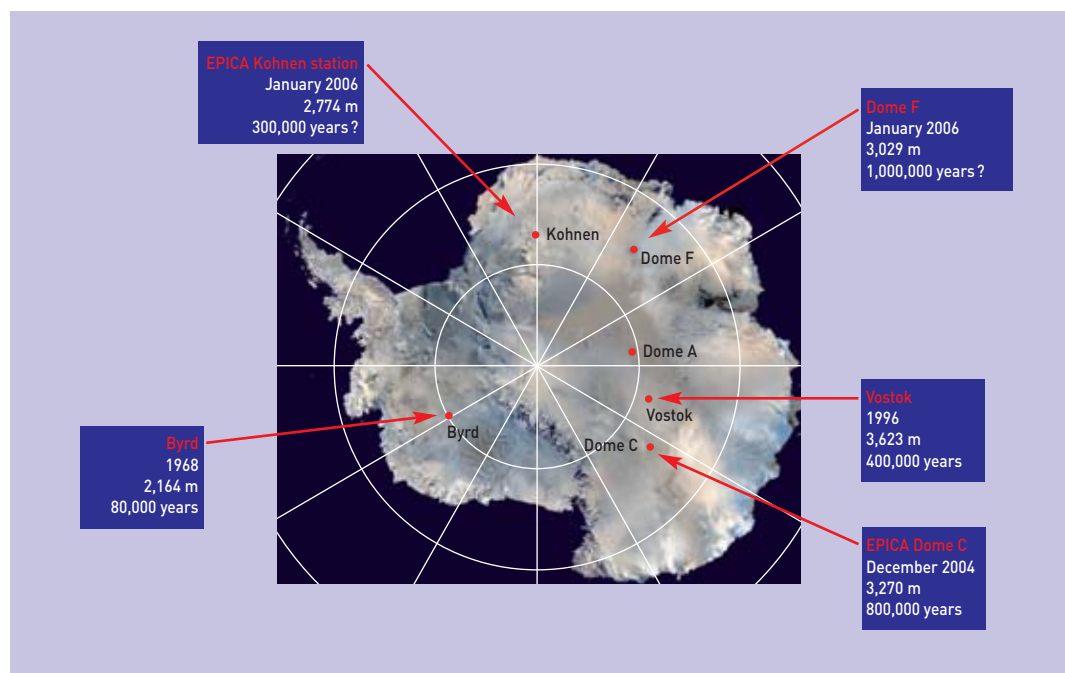 EPICA Kohnen station
January 2006
2,774 m
300,000 years ?
Dome F
January 2006
3,029 m
1,000,000 years ?
Kohnen
Dome F
Dome A
Vostok
Byrd
Dome C
Vostok
1996
3,623 m
400,000 years
Byrd
1968
2,164 m
80,000 years
EPICA Dome C
December 2004
3,270 m
800,000 years